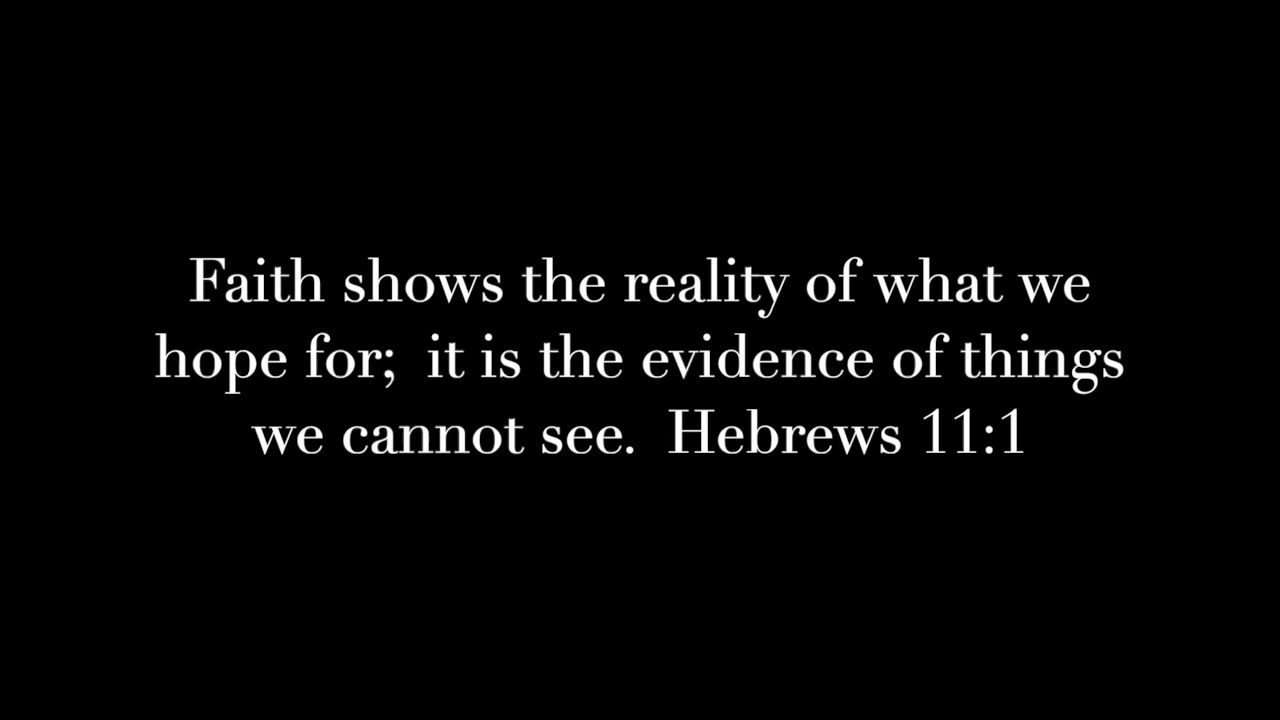 Faith shows the reality of what we
hope for;  it is the evidence of things
we cannot see.  Hebrews 11:1